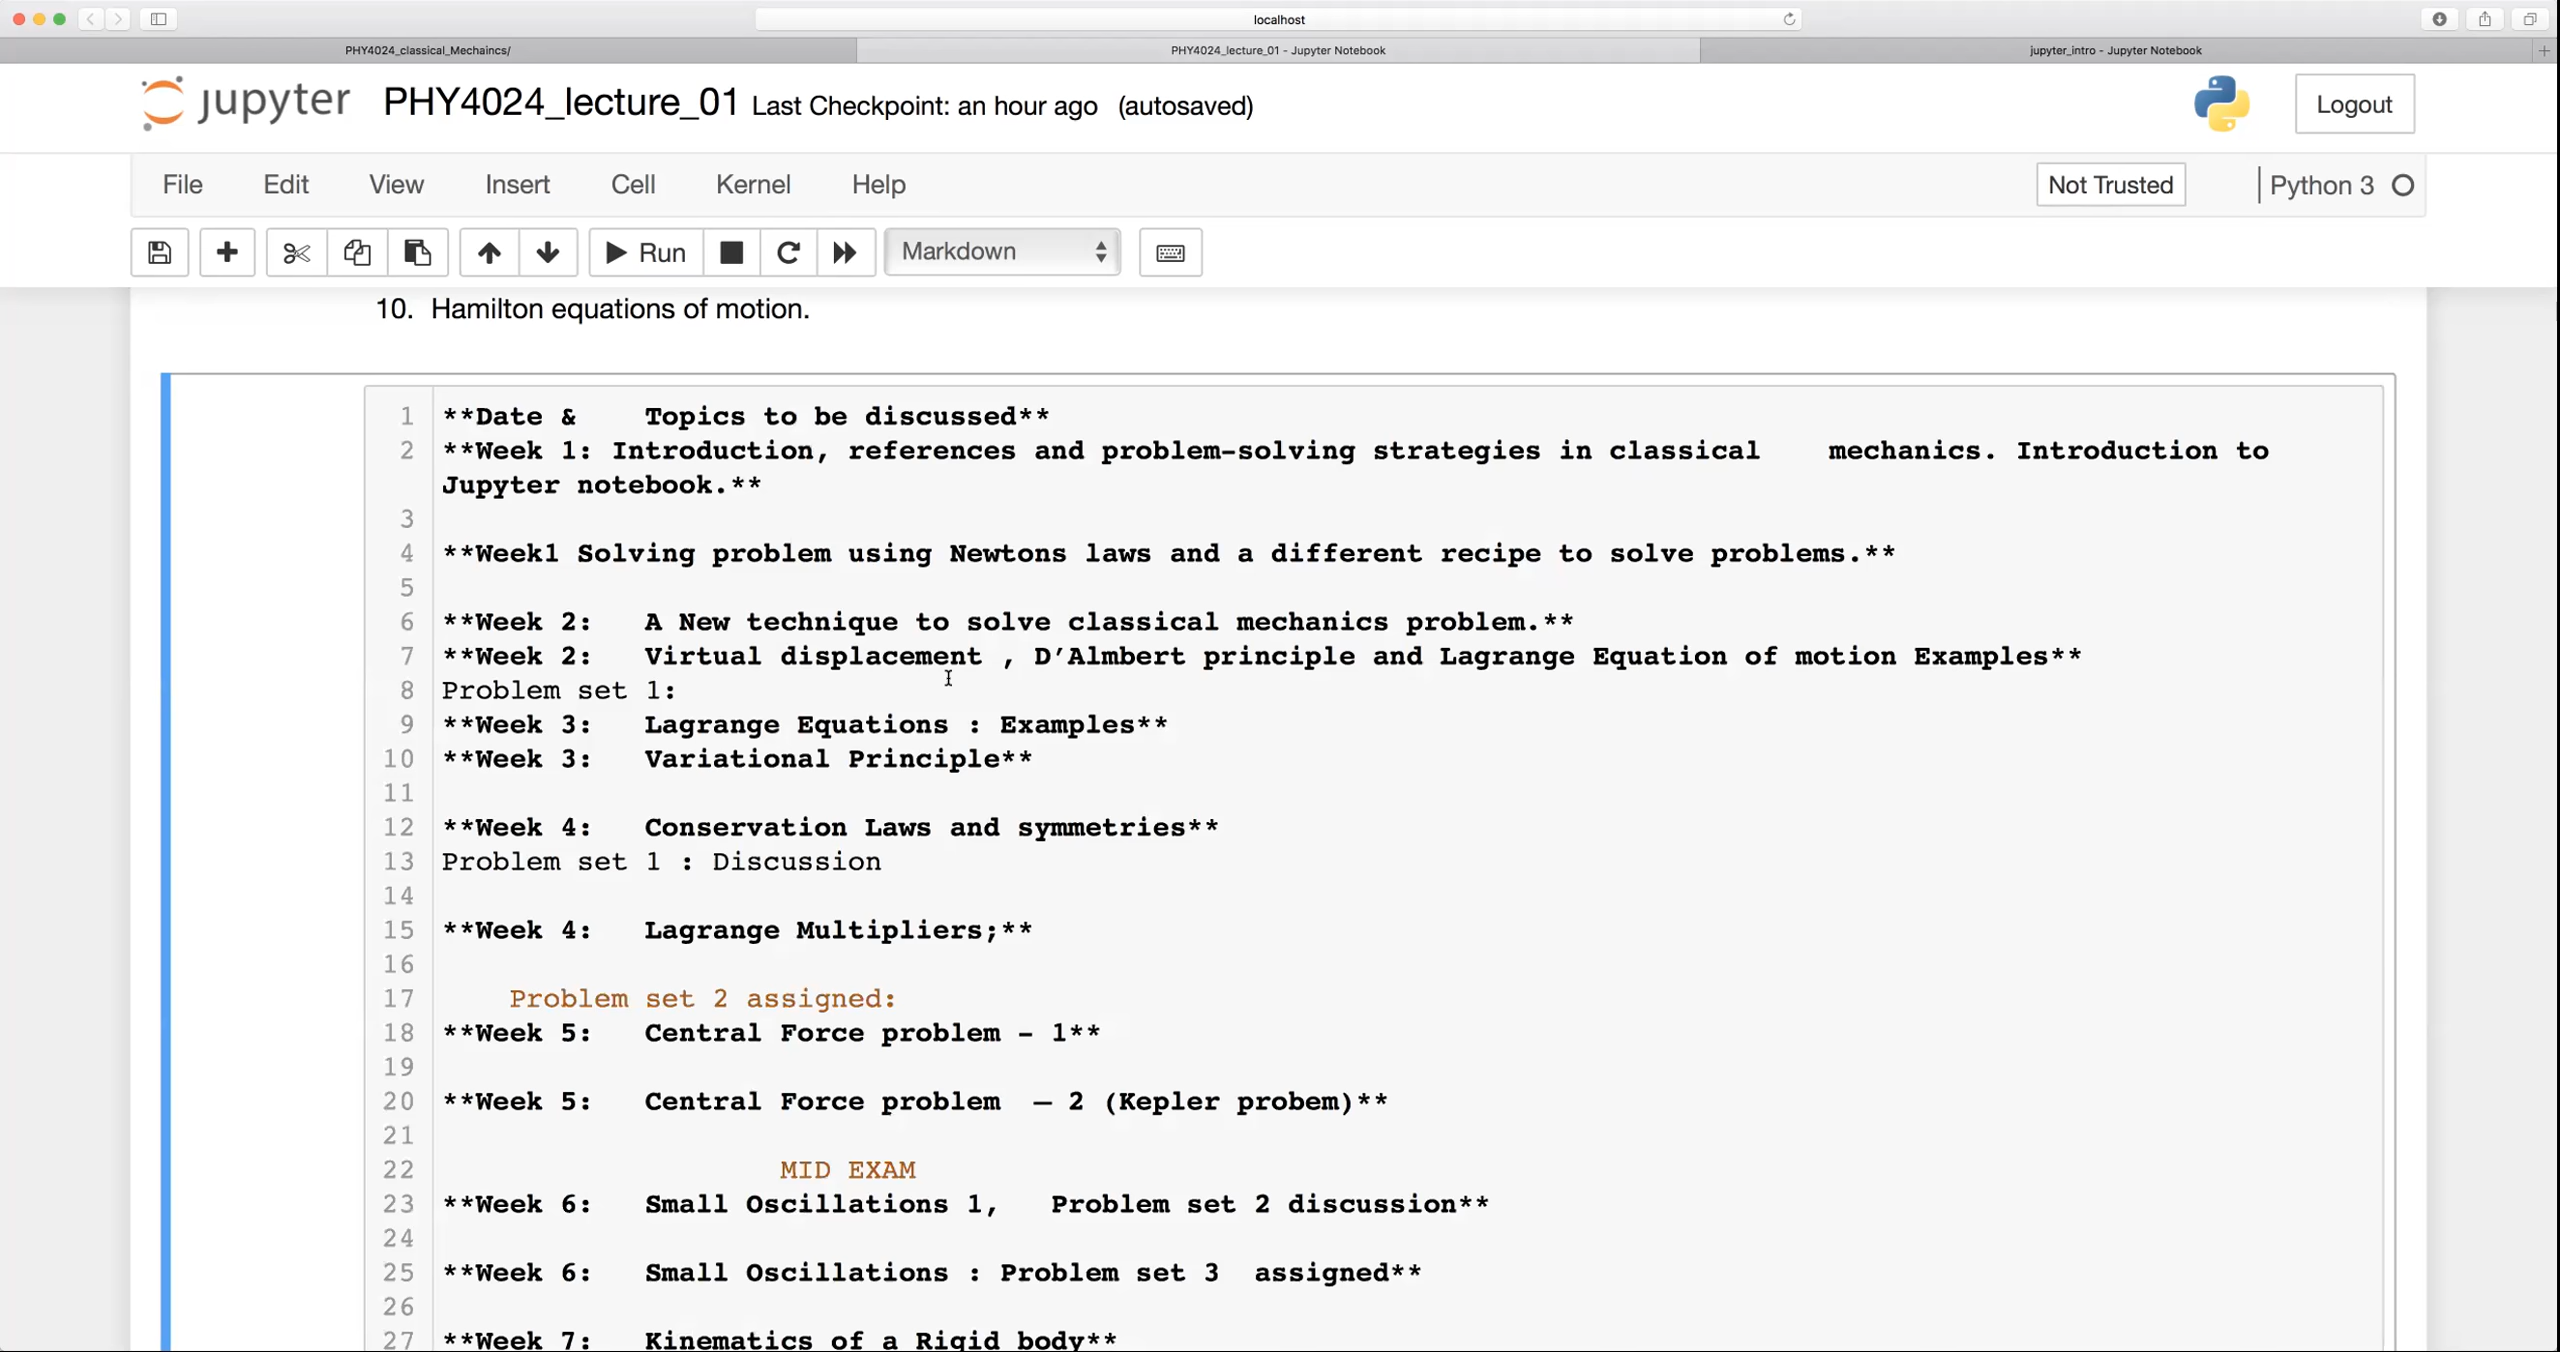 localhost
PHY4024_classical_Mechaincs/
PHY4024_lecture_01 - Jupyter Notebook
jupyter_intro - Jupyter Notebook
jupyter PHY4024_lecture_01 Last Checkpoint: an hour ago (autosaved)
Logout
File Edit View Insert Cell Kernel Help
Not Trusted
Python 3
Run
Markdown
10. Hamilton equations of motion.
1 **Date & Topics to be discussed**
2 **Week 1: Introduction, references and problem-solving strategies in classical mechanics. Introduction to
Jupyter notebook.**
3
4 **Week1 Solving problem using Newtons laws and a different recipe to solve problems.**
5
6 **Week 2: A New technique to solve classical mechanics problem.**
7 **Week 2: Virtual displacement , D’Almbert principle and Lagrange Equation of motion Examples**
8 Problem set 1:
9 **Week 3: Lagrange Equations : Examples**
10 **Week 3: Variational Principle**
11
12 **Week 4: Conservation Laws and symmetries**
13 Problem set 1 : Discussion
14
15 **Week 4: Lagrange Multipliers;**
16
17 Problem set 2 assigned:
18 **Week 5: Central Force problem - 1**
19
20 **Week 5: Central Force problem – 2 (Kepler probem)**
21
22 MID EXAM
23 **Week 6: Small Oscillations 1, Problem set 2 discussion**
24
25 **Week 6: Small Oscillations : Problem set 3 assigned**
26
27 **Week 7: Kinematics of a Rigid body**